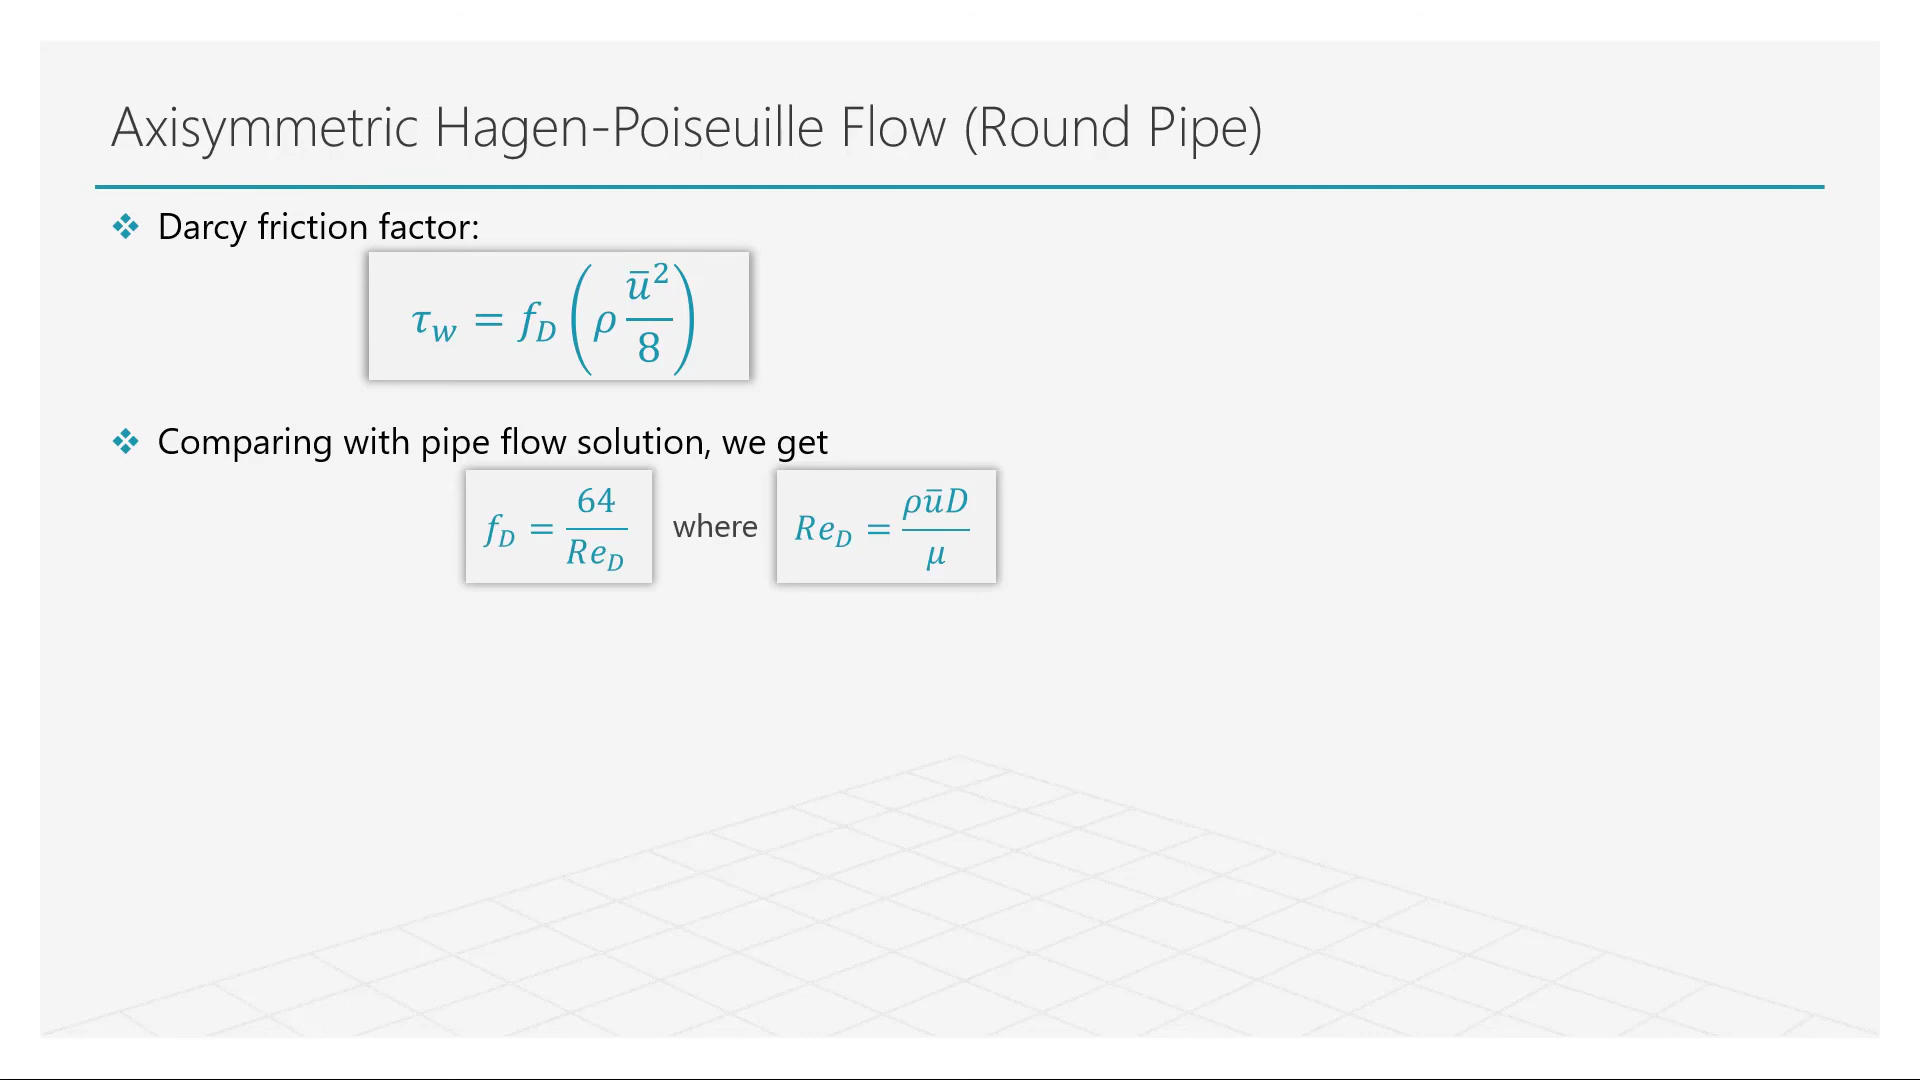 Axisymmetric Hagen-Poiseuille Flow (Round Pipe)
❖ Darcy friction factor:
τ_w = f_D (ρ ū²/8)
❖ Comparing with pipe flow solution, we get
f_D = 64/Re_D where Re_D = ρūD/μ